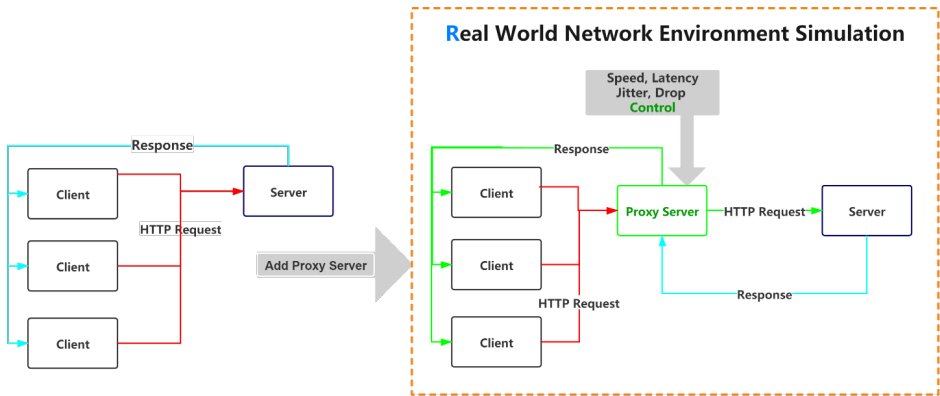 Response
Client
Server
HTTP Request
Client
Client
Add Proxy Server
Real World Network Environment Simulation
Speed, Latency
Jitter, Drop
Control
Response
Client
Proxy Server
HTTP Request
Server
Client
HTTP Request
Response
Client